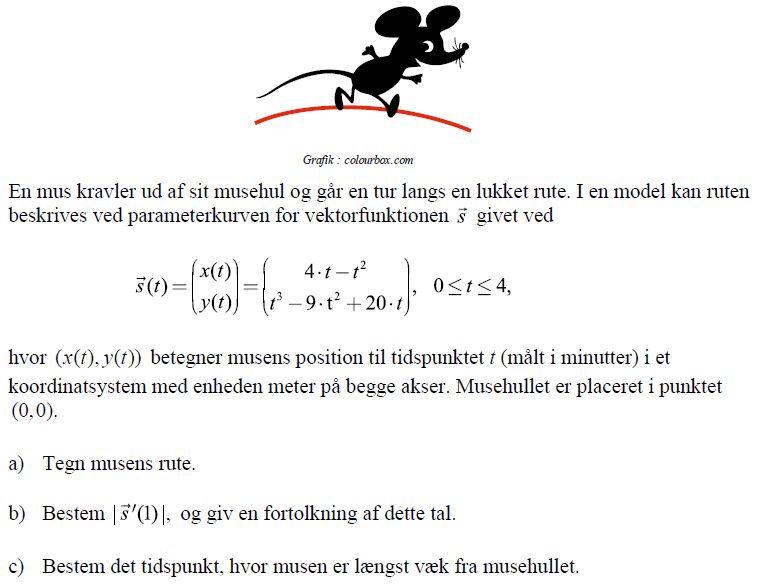 Grafik : colourbox.com
En mus kravler ud af sit musehul og går en tur langs en lukket rute. I en model kan ruten
beskrives ved parameterkurven for vektorfunktionen s⃗ givet ved
s⃗(t) = (x(t) y(t)) = (4·t − t² t³ − 9·t² + 20·t), 0 ≤ t ≤ 4,
hvor (x(t), y(t)) betegner musens position til tidspunktet t (målt i minutter) i et
koordinatsystem med enheden meter på begge akser. Musehullet er placeret i punktet
(0,0).
a) Tegn musens rute.
b) Bestem |s⃗ ′(1)|, og giv en fortolkning af dette tal.
c) Bestem det tidspunkt, hvor musen er længst væk fra musehullet.